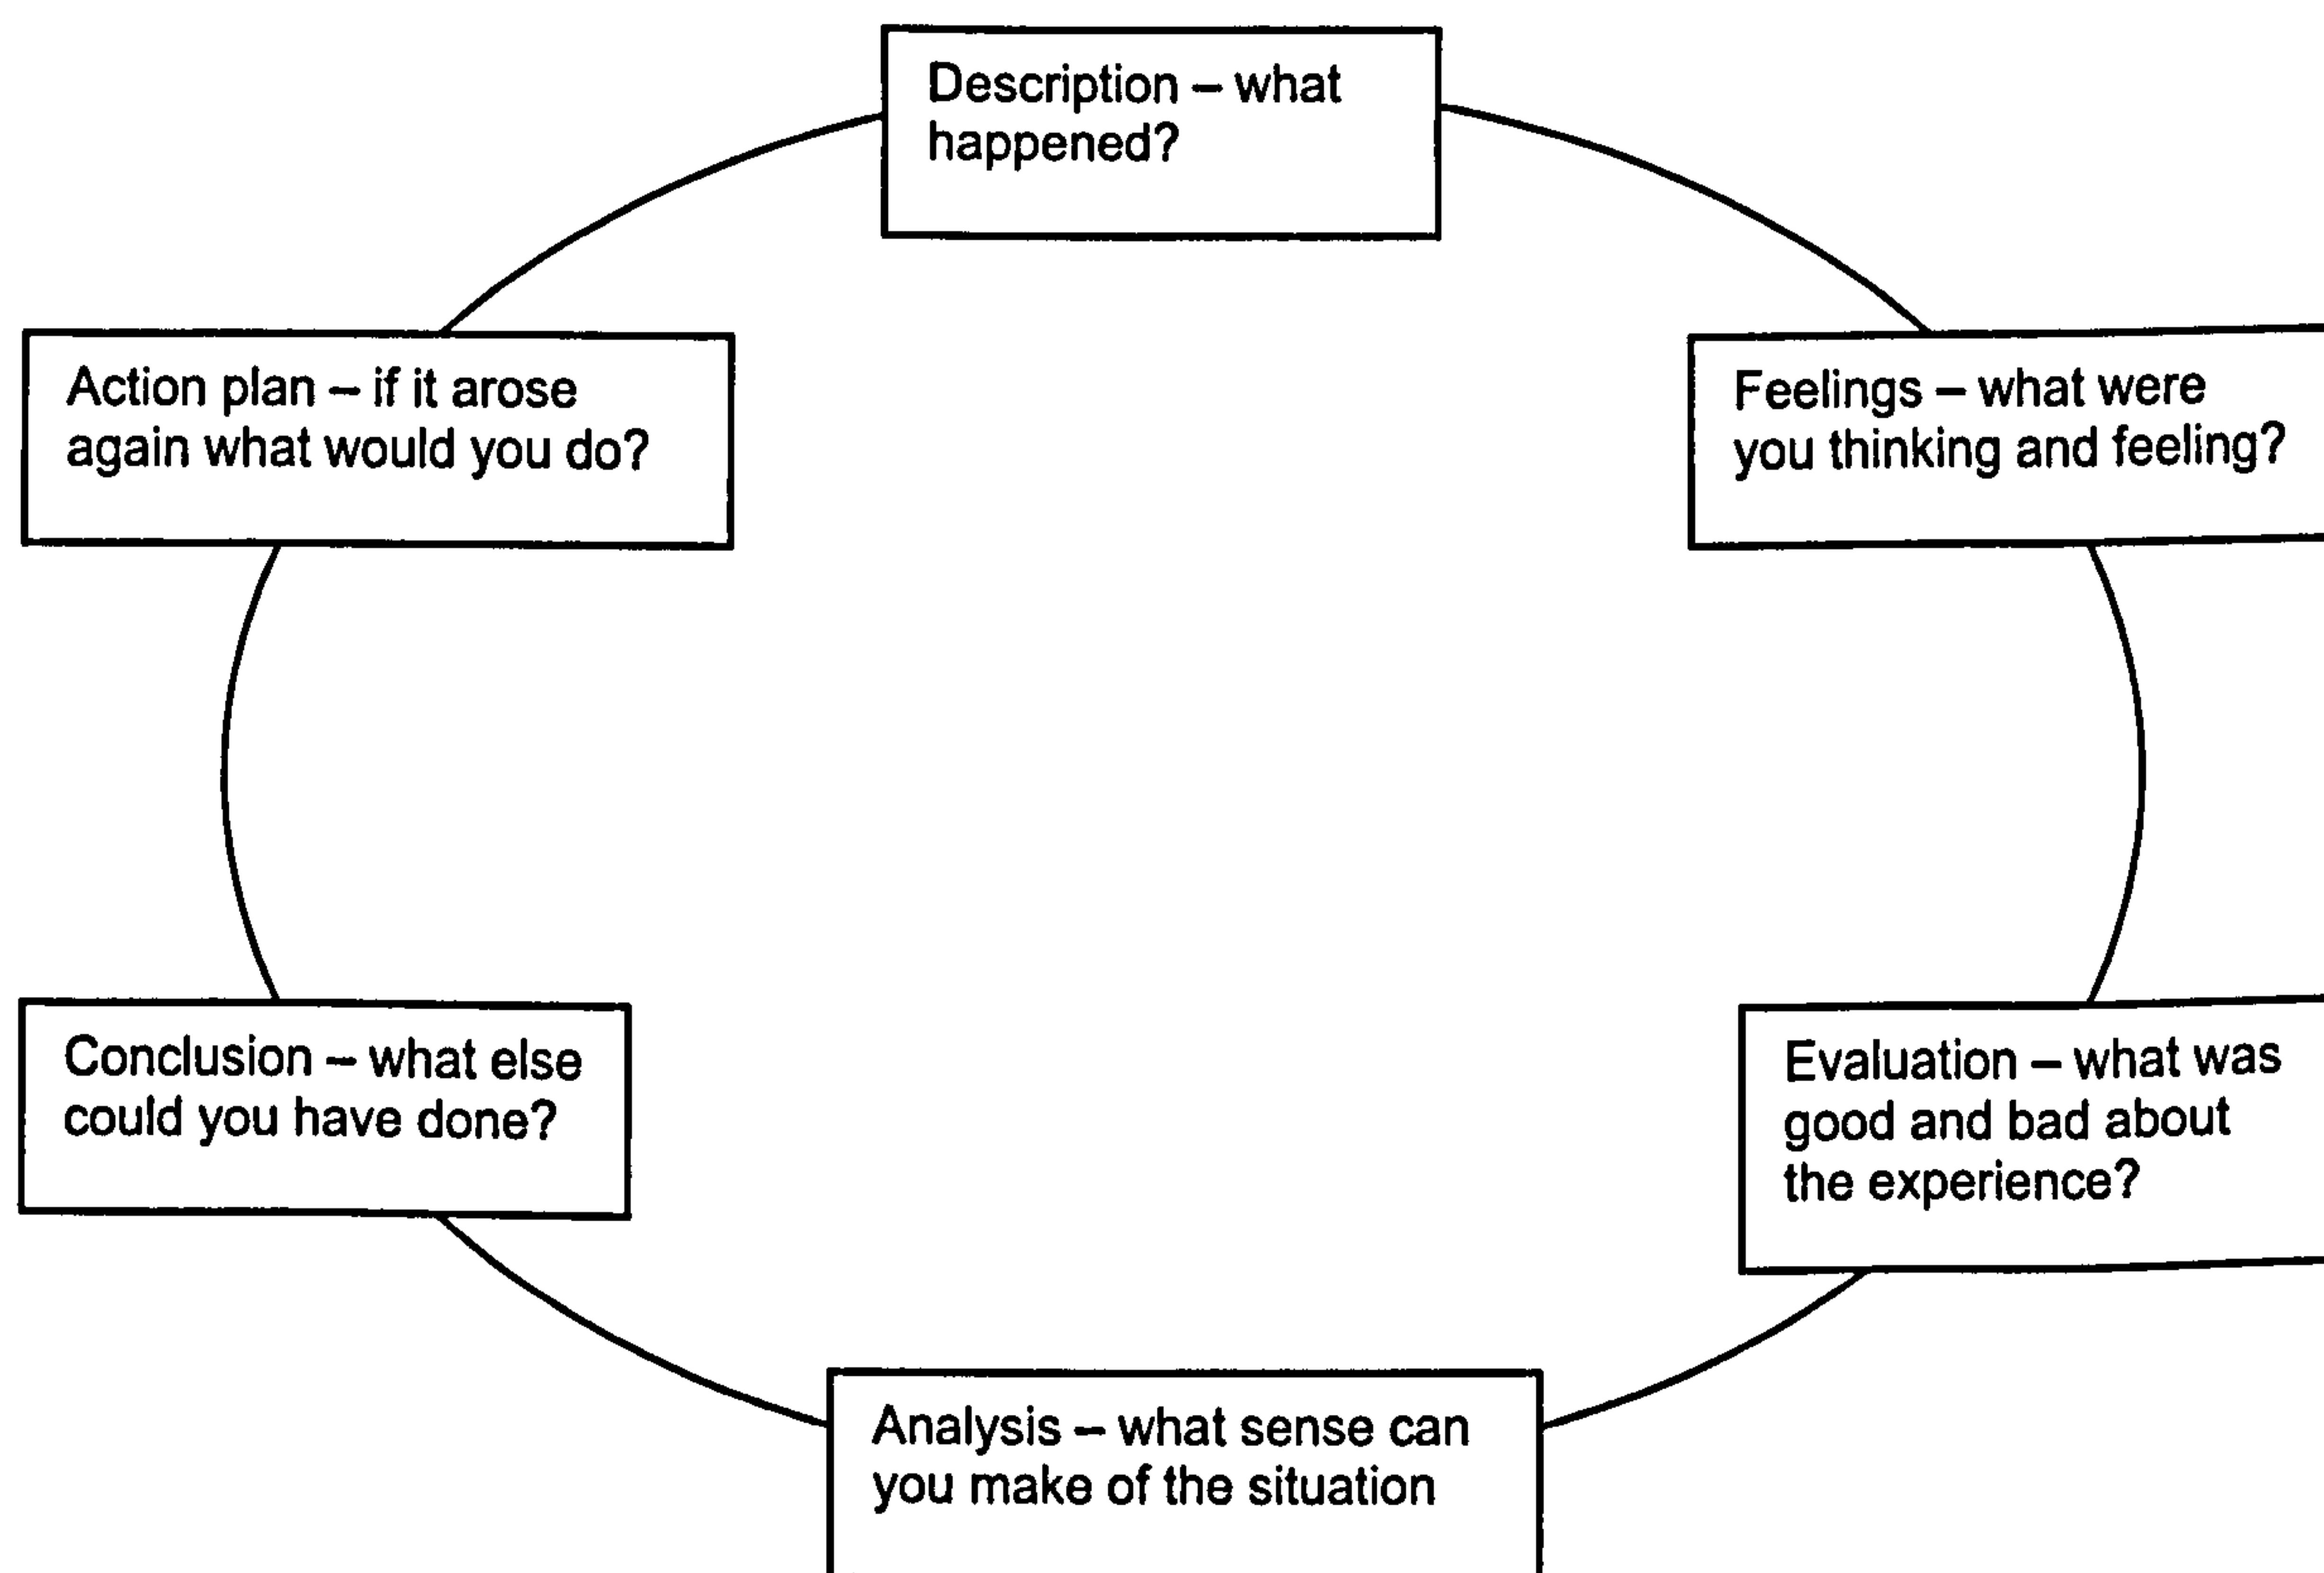 Description – what
happened?
Action plan – if it arose
again what would you do?
Feelings – what were
you thinking and feeling?
Conclusion – what else
could you have done?
Evaluation – what was
good and bad about
the experience?
Analysis – what sense can
you make of the situation